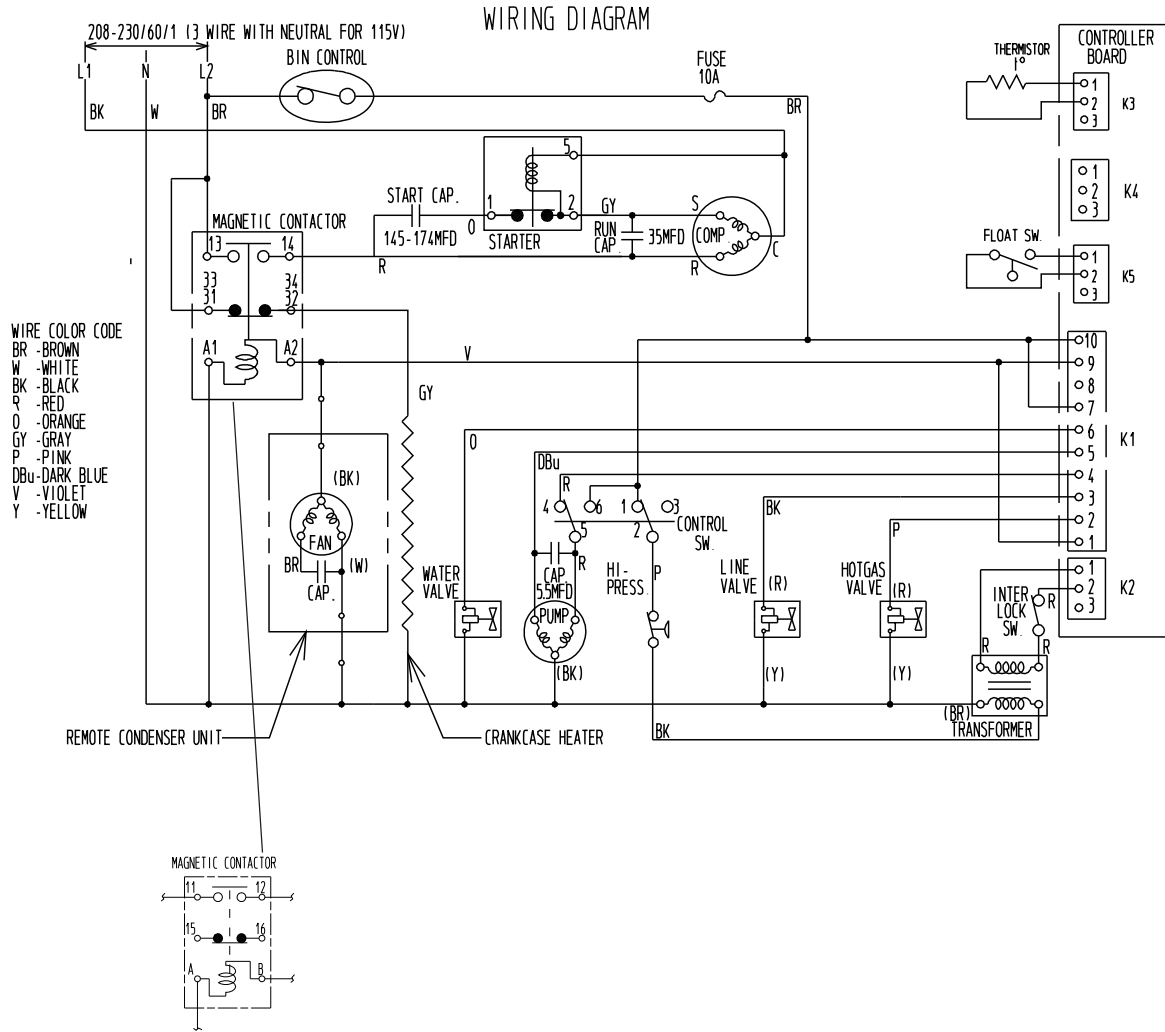 WIRING DIAGRAM
208-230/60/1 (3 WIRE WITH NEUTRAL FOR 115V)
L1 N L2
BIN CONTROL
FUSE
10A
BK W BR BR
THERMISTOR
t°
CONTROLLER
BOARD
1
2
3
K3
1
2
3
K4
START CAP.
145-174MFD
O
R
1 2 5
STARTER
GY
RUN
CAP.
35MFD
S
COMP.
R
C
FLOAT SW.
1
2
3
K5
MAGNETIC CONTACTOR
13 14
33 34
31 32
A1 A2
V
GY
WIRE COLOR CODE
BR -BROWN
W -WHITE
BK -BLACK
R -RED
O -ORANGE
GY -GRAY
P -PINK
DBu-DARK BLUE
V -VIOLET
Y -YELLOW
10
9
8
7
6
5
4
3
2
1
K1
O
DBu
R
4 6 1 3
5 2
CONTROL
SW.
BK
P
(BK)
FAN
BR
(W)
CAP.
WATER
VALVE
CAP.
5.5MFD
R
PUMP
(BK)
HI-
PRESS.
P
LINE
VALVE
(R)
(Y)
HOTGAS
VALVE
(R)
(Y)
1
2
3
K2
INTER
LOCK
SW.
R
R
R
(BR)
TRANSFORMER
BK
REMOTE CONDENSER UNIT
CRANKCASE HEATER
MAGNETIC CONTACTOR
11 12
15 16
A B